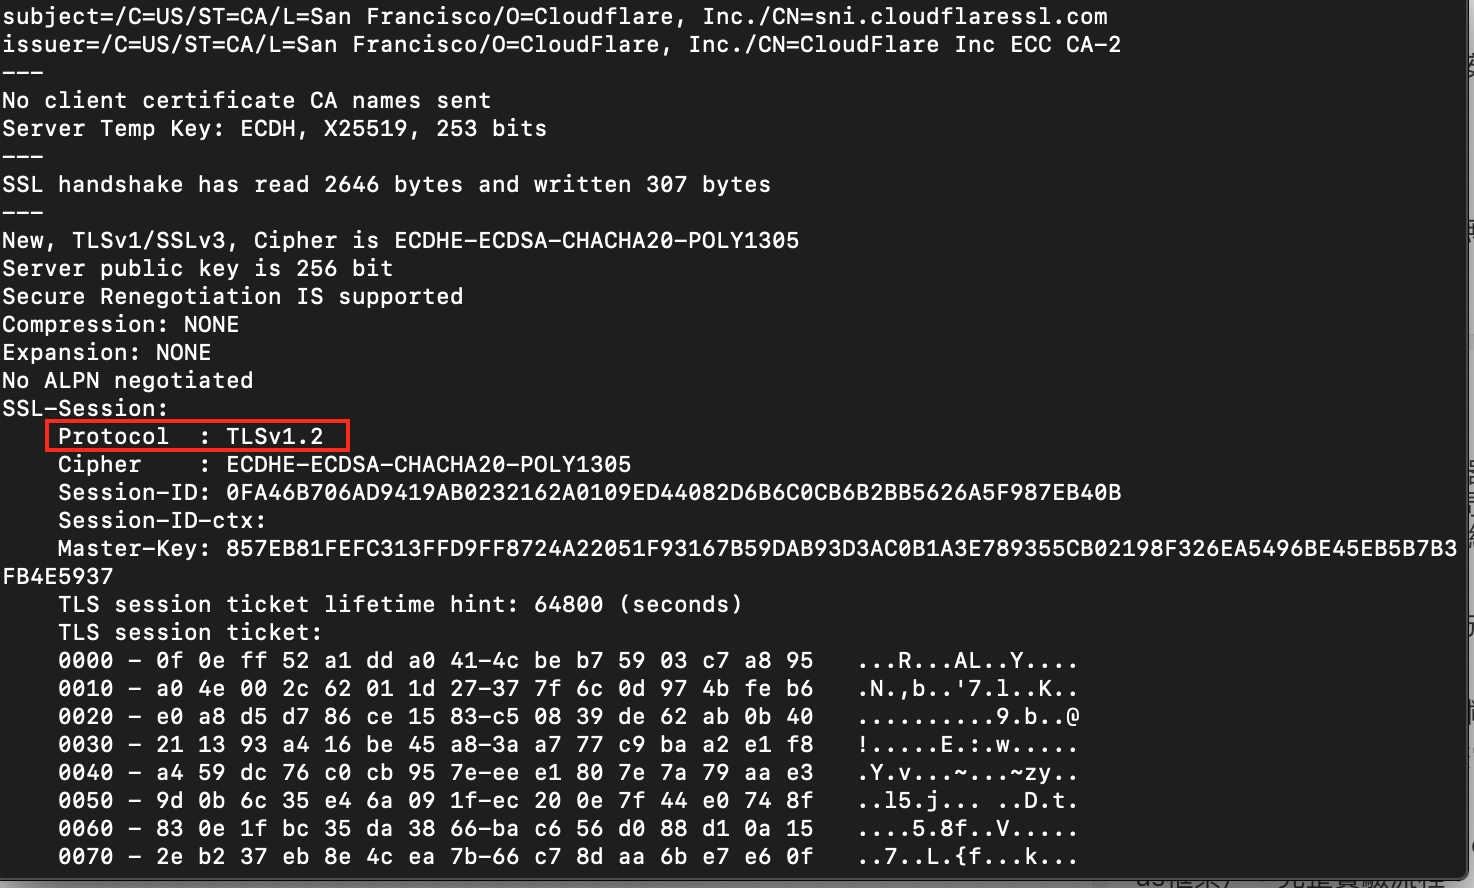 subject=/C=US/ST=CA/L=San Francisco/O=Cloudflare, Inc./CN=sni.cloudflaressl.com
issuer=/C=US/ST=CA/L=San Francisco/O=CloudFlare, Inc./CN=CloudFlare Inc ECC CA-2
---
No client certificate CA names sent
Server Temp Key: ECDH, X25519, 253 bits
---
SSL handshake has read 2646 bytes and written 307 bytes
---
New, TLSv1/SSLv3, Cipher is ECDHE-ECDSA-CHACHA20-POLY1305
Server public key is 256 bit
Secure Renegotiation IS supported
Compression: NONE
Expansion: NONE
No ALPN negotiated
SSL-Session:
    Protocol  : TLSv1.2
    Cipher    : ECDHE-ECDSA-CHACHA20-POLY1305
    Session-ID: 0FA46B706AD9419AB0232162A0109ED44082D6B6C0CB6B2BB5626A5F987EB40B
    Session-ID-ctx:
    Master-Key: 857EB81FEFC313FFD9FF8724A22051F93167B59DAB93D3AC0B1A3E789355CB02198F326EA5496BE45EB5B7B3
FB4E5937
    TLS session ticket lifetime hint: 64800 (seconds)
    TLS session ticket:
    0000 - 0f 0e ff 52 a1 dd a0 41-4c be b7 59 03 c7 a8 95   ...R...AL..Y....
    0010 - a0 4e 00 2c 62 01 1d 27-37 7f 6c 0d 97 4b fe b6   .N.,b..'7.l..K..
    0020 - e0 a8 d5 d7 86 ce 15 83-c5 08 39 de 62 ab 0b 40   ..........9.b..@
    0030 - 21 13 93 a4 16 be 45 a8-3a a7 77 c9 ba a2 e1 f8   !.....E.:.w.....
    0040 - a4 59 dc 76 c0 cb 95 7e-ee e1 80 7e 7a 79 aa e3   .Y.v...~...~zy..
    0050 - 9d 0b 6c 35 e4 6a 09 1f-ec 20 0e 7f 44 e0 74 8f   ..l5.j... ..D.t.
    0060 - 83 0e 1f bc 35 da 38 66-ba c6 56 d0 88 d1 0a 15   ....5.8f..V.....
    0070 - 2e b2 37 eb 8e 4c ea 7b-66 c7 8d aa 6b e7 e6 0f   ..7..L.{f...k...